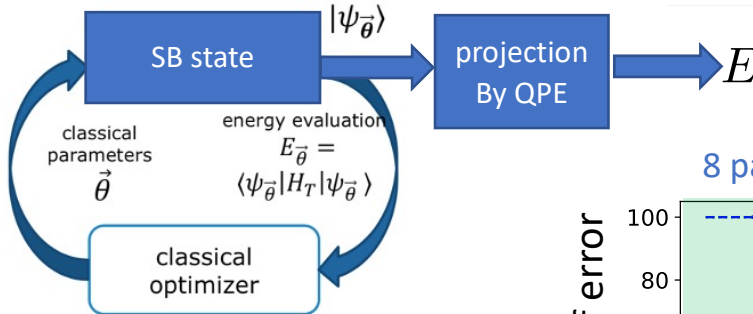 |ψ_θ⃗⟩
SB state
projection
By QPE
E
classical
parameters
θ⃗
energy evaluation
E_θ⃗ =
⟨ψ_θ⃗|H_T|ψ_θ⃗⟩
classical
optimizer
8 pa
error
100
80